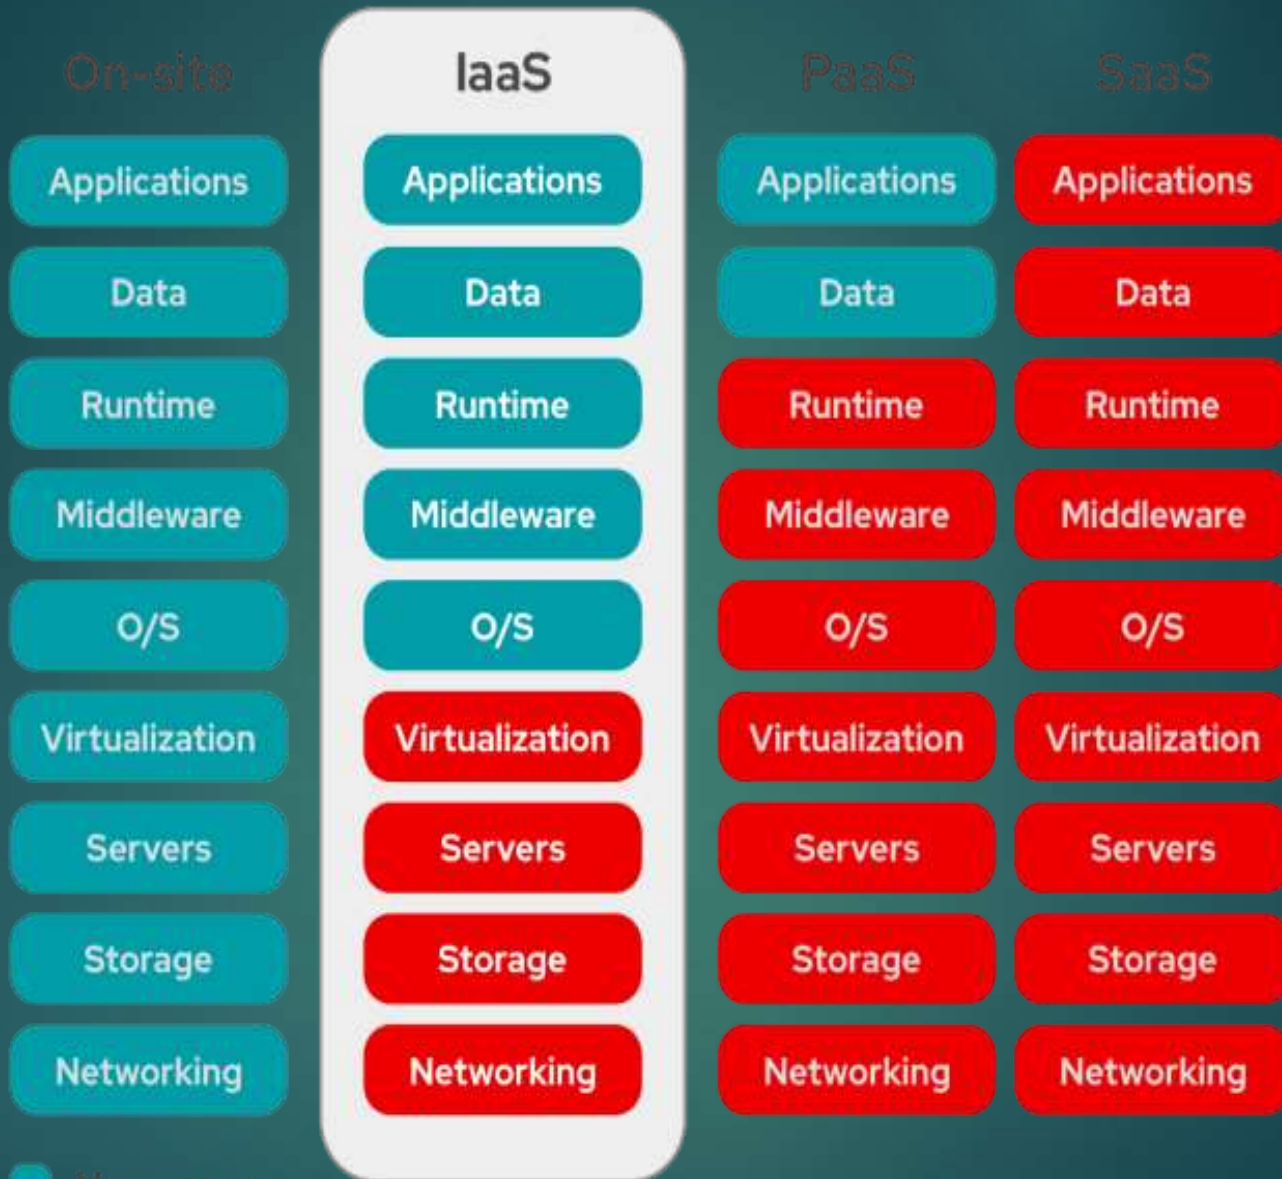 On-site IaaS PaaS SaaS
Applications Applications Applications Applications
Data Data Data Data
Runtime Runtime Runtime Runtime
Middleware Middleware Middleware Middleware
O/S O/S O/S O/S
Virtualization Virtualization Virtualization Virtualization
Servers Servers Servers Servers
Storage Storage Storage Storage
Networking Networking Networking Networking